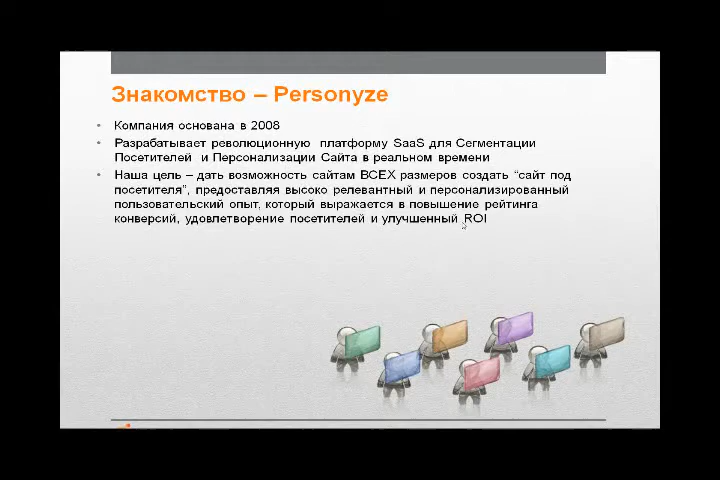 Знакомство – Personyze
• Компания основана в 2008
• Разрабатывает революционную платформу SaaS для Сегментации
Посетителей и Персонализации Сайта в реальном времени
• Наша цель – дать возможность сайтам ВСЕХ размеров создать “сайт под
посетителя”, предоставляя высоко релевантный и персонализированный
пользовательский опыт, который выражается в повышение рейтинга
конверсий, удовлетворение посетителей и улучшенный ROI